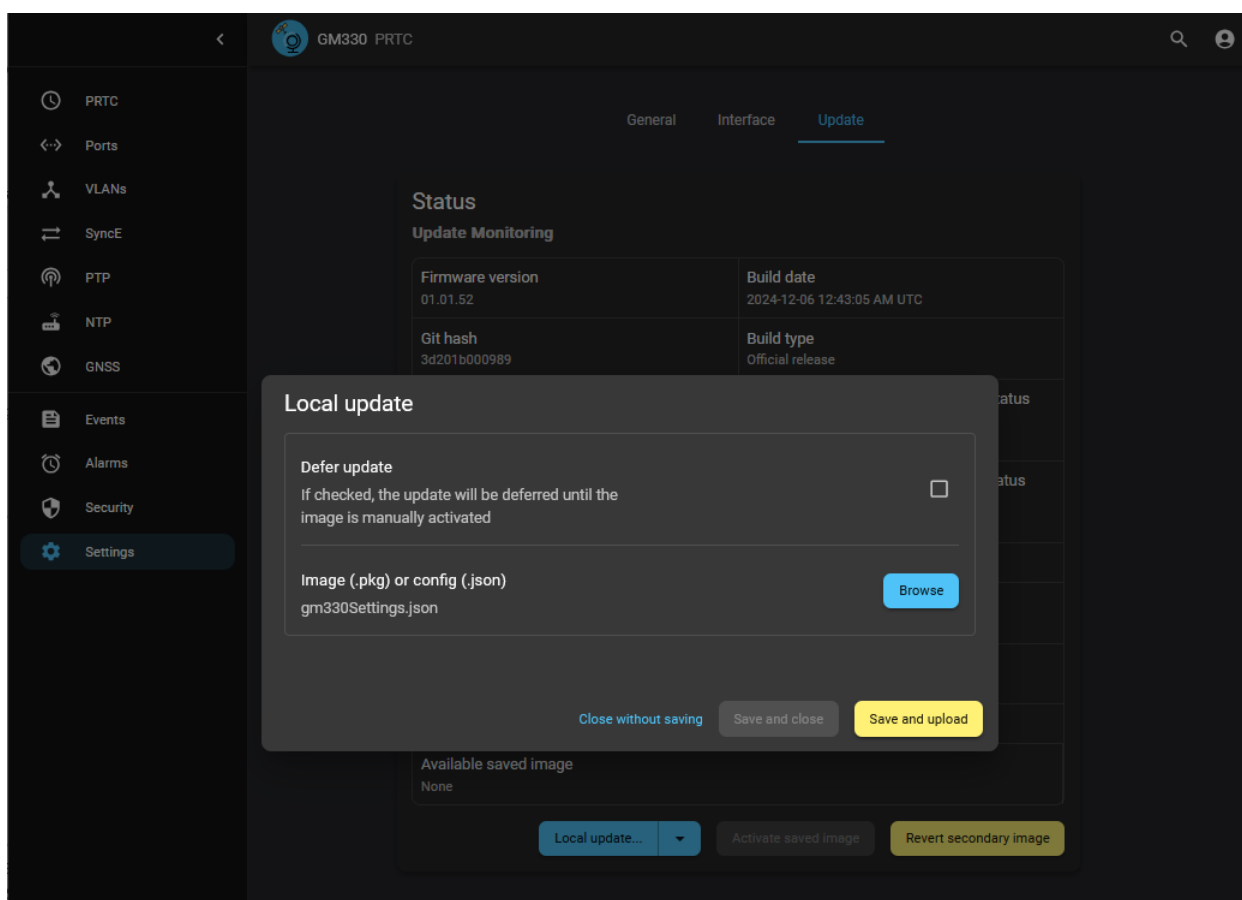 GM330 PRTC
PRTC
Ports
VLANs
SyncE
PTP
NTP
GNSS
Events
Alarms
Security
Settings
General Interface Update
Status
Update Monitoring
Firmware version
01.01.52
Build date
2024-12-06 12:43:05 AM UTC
Git hash
3d201b000989
Build type
Official release
Local update
Defer update
If checked, the update will be deferred until the
image is manually activated
Image (.pkg) or config (.json)
gm330Settings.json
Browse
Close without saving
Save and close
Save and upload
Available saved image
None
Local update...
Activate saved image
Revert secondary image